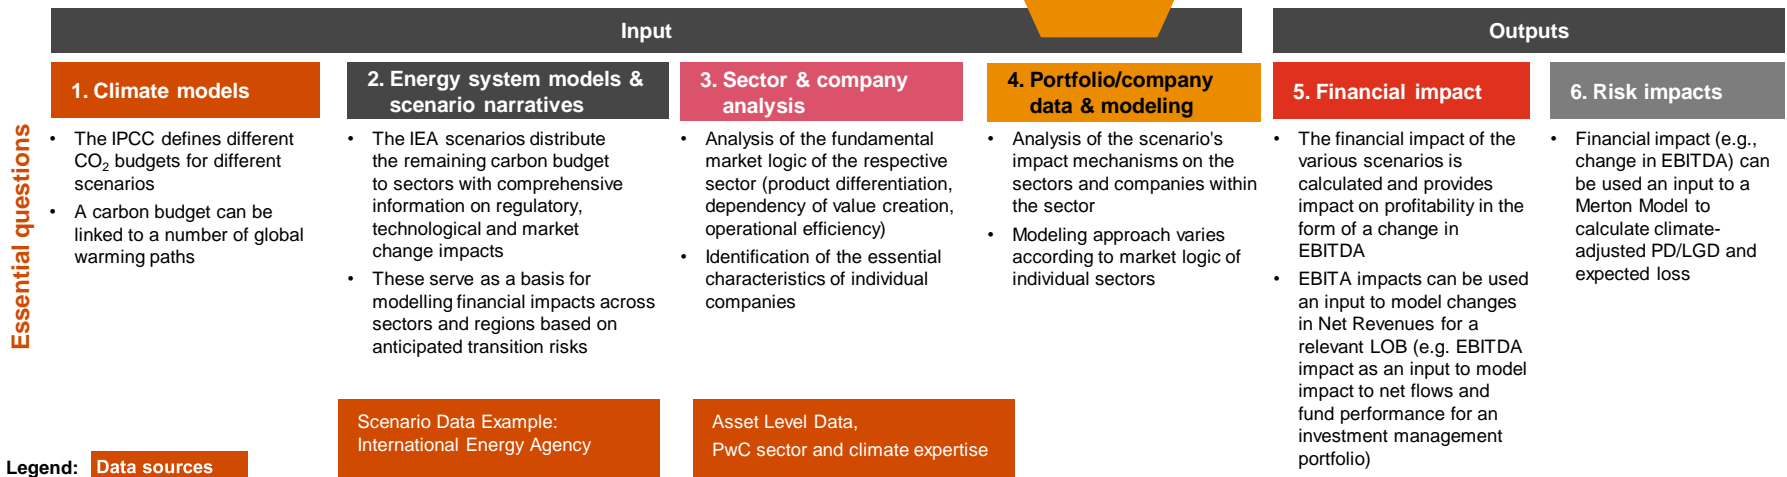 Input
Outputs
1. Climate models
2. Energy system models &
scenario narratives
3. Sector & company
analysis
4. Portfolio/company
data & modeling
5. Financial impact
6. Risk impacts
Essential questions
• The IPCC defines different
CO₂ budgets for different
scenarios
• A carbon budget can be
linked to a number of global
warming paths
• The IEA scenarios distribute
the remaining carbon budget
to sectors with comprehensive
information on regulatory,
technological and market
change impacts
• These serve as a basis for
modelling financial impacts across
sectors and regions based on
anticipated transition risks
• Analysis of the fundamental
market logic of the respective
sector (product differentiation,
dependency of value creation,
operational efficiency)
• Identification of the essential
characteristics of individual
companies
• Analysis of the scenario's
impact mechanisms on the
sectors and companies within
the sector
• Modeling approach varies
according to market logic of
individual sectors
• The financial impact of the
various scenarios is
calculated and provides
impact on profitability in the
form of a change in
EBITDA
• EBITA impacts can be used
an input to model changes
in Net Revenues for a
relevant LOB (e.g. EBITDA
impact as an input to model
impact to net flows and
fund performance for an
investment management
portfolio)
• Financial impact (e.g.,
change in EBITDA) can
be used an input to a
Merton Model to
calculate climate-
adjusted PD/LGD and
expected loss
Scenario Data Example:
International Energy Agency
Asset Level Data,
PwC sector and climate expertise
Legend: Data sources